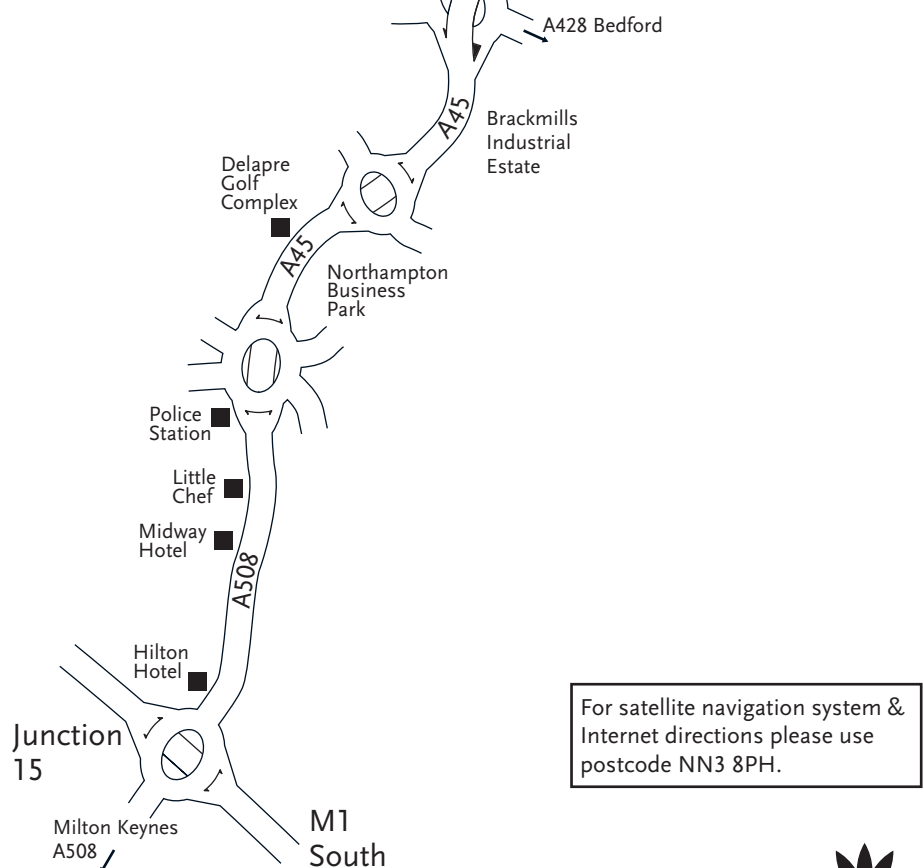 A428 Bedford
A45
Brackmills
Industrial
Estate
Delapre
Golf
Complex
A45
Northampton
Business
Park
Police
Station
Little
Chef
Midway
Hotel
A508
Hilton
Hotel
For satellite navigation system &
Internet directions please use
postcode NN3 8PH.
Junction
15
M1
South
Milton Keynes
A508